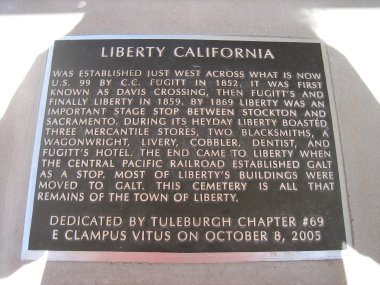 LIBERTY CALIFORNIA
WAS ESTABLISHED JUST WEST ACROSS WHAT IS NOW
U.S. 99 BY C.C. FUGITT IN 1852. IT WAS FIRST
KNOWN AS DAVIS CROSSING, THEN FUGITT'S AND
FINALLY LIBERTY IN 1859. BY 1869 LIBERTY WAS AN
IMPORTANT STAGE STOP BETWEEN STOCKTON AND
SACRAMENTO. DURING ITS HEYDAY LIBERTY BOASTED
THREE MERCANTILE STORES, TWO BLACKSMITHS, A
WAGONWRIGHT, LIVERY, COBBLER, DENTIST, AND
FUGITT'S HOTEL. THE END CAME TO LIBERTY WHEN
THE CENTRAL PACIFIC RAILROAD ESTABLISHED GALT
AS A STOP. MOST OF LIBERTY'S BUILDINGS WERE
MOVED TO GALT. THIS CEMETERY IS ALL THAT
REMAINS OF THE TOWN OF LIBERTY.
DEDICATED BY TULEBURGH CHAPTER #69
E CLAMPUS VITUS ON OCTOBER 8, 2005